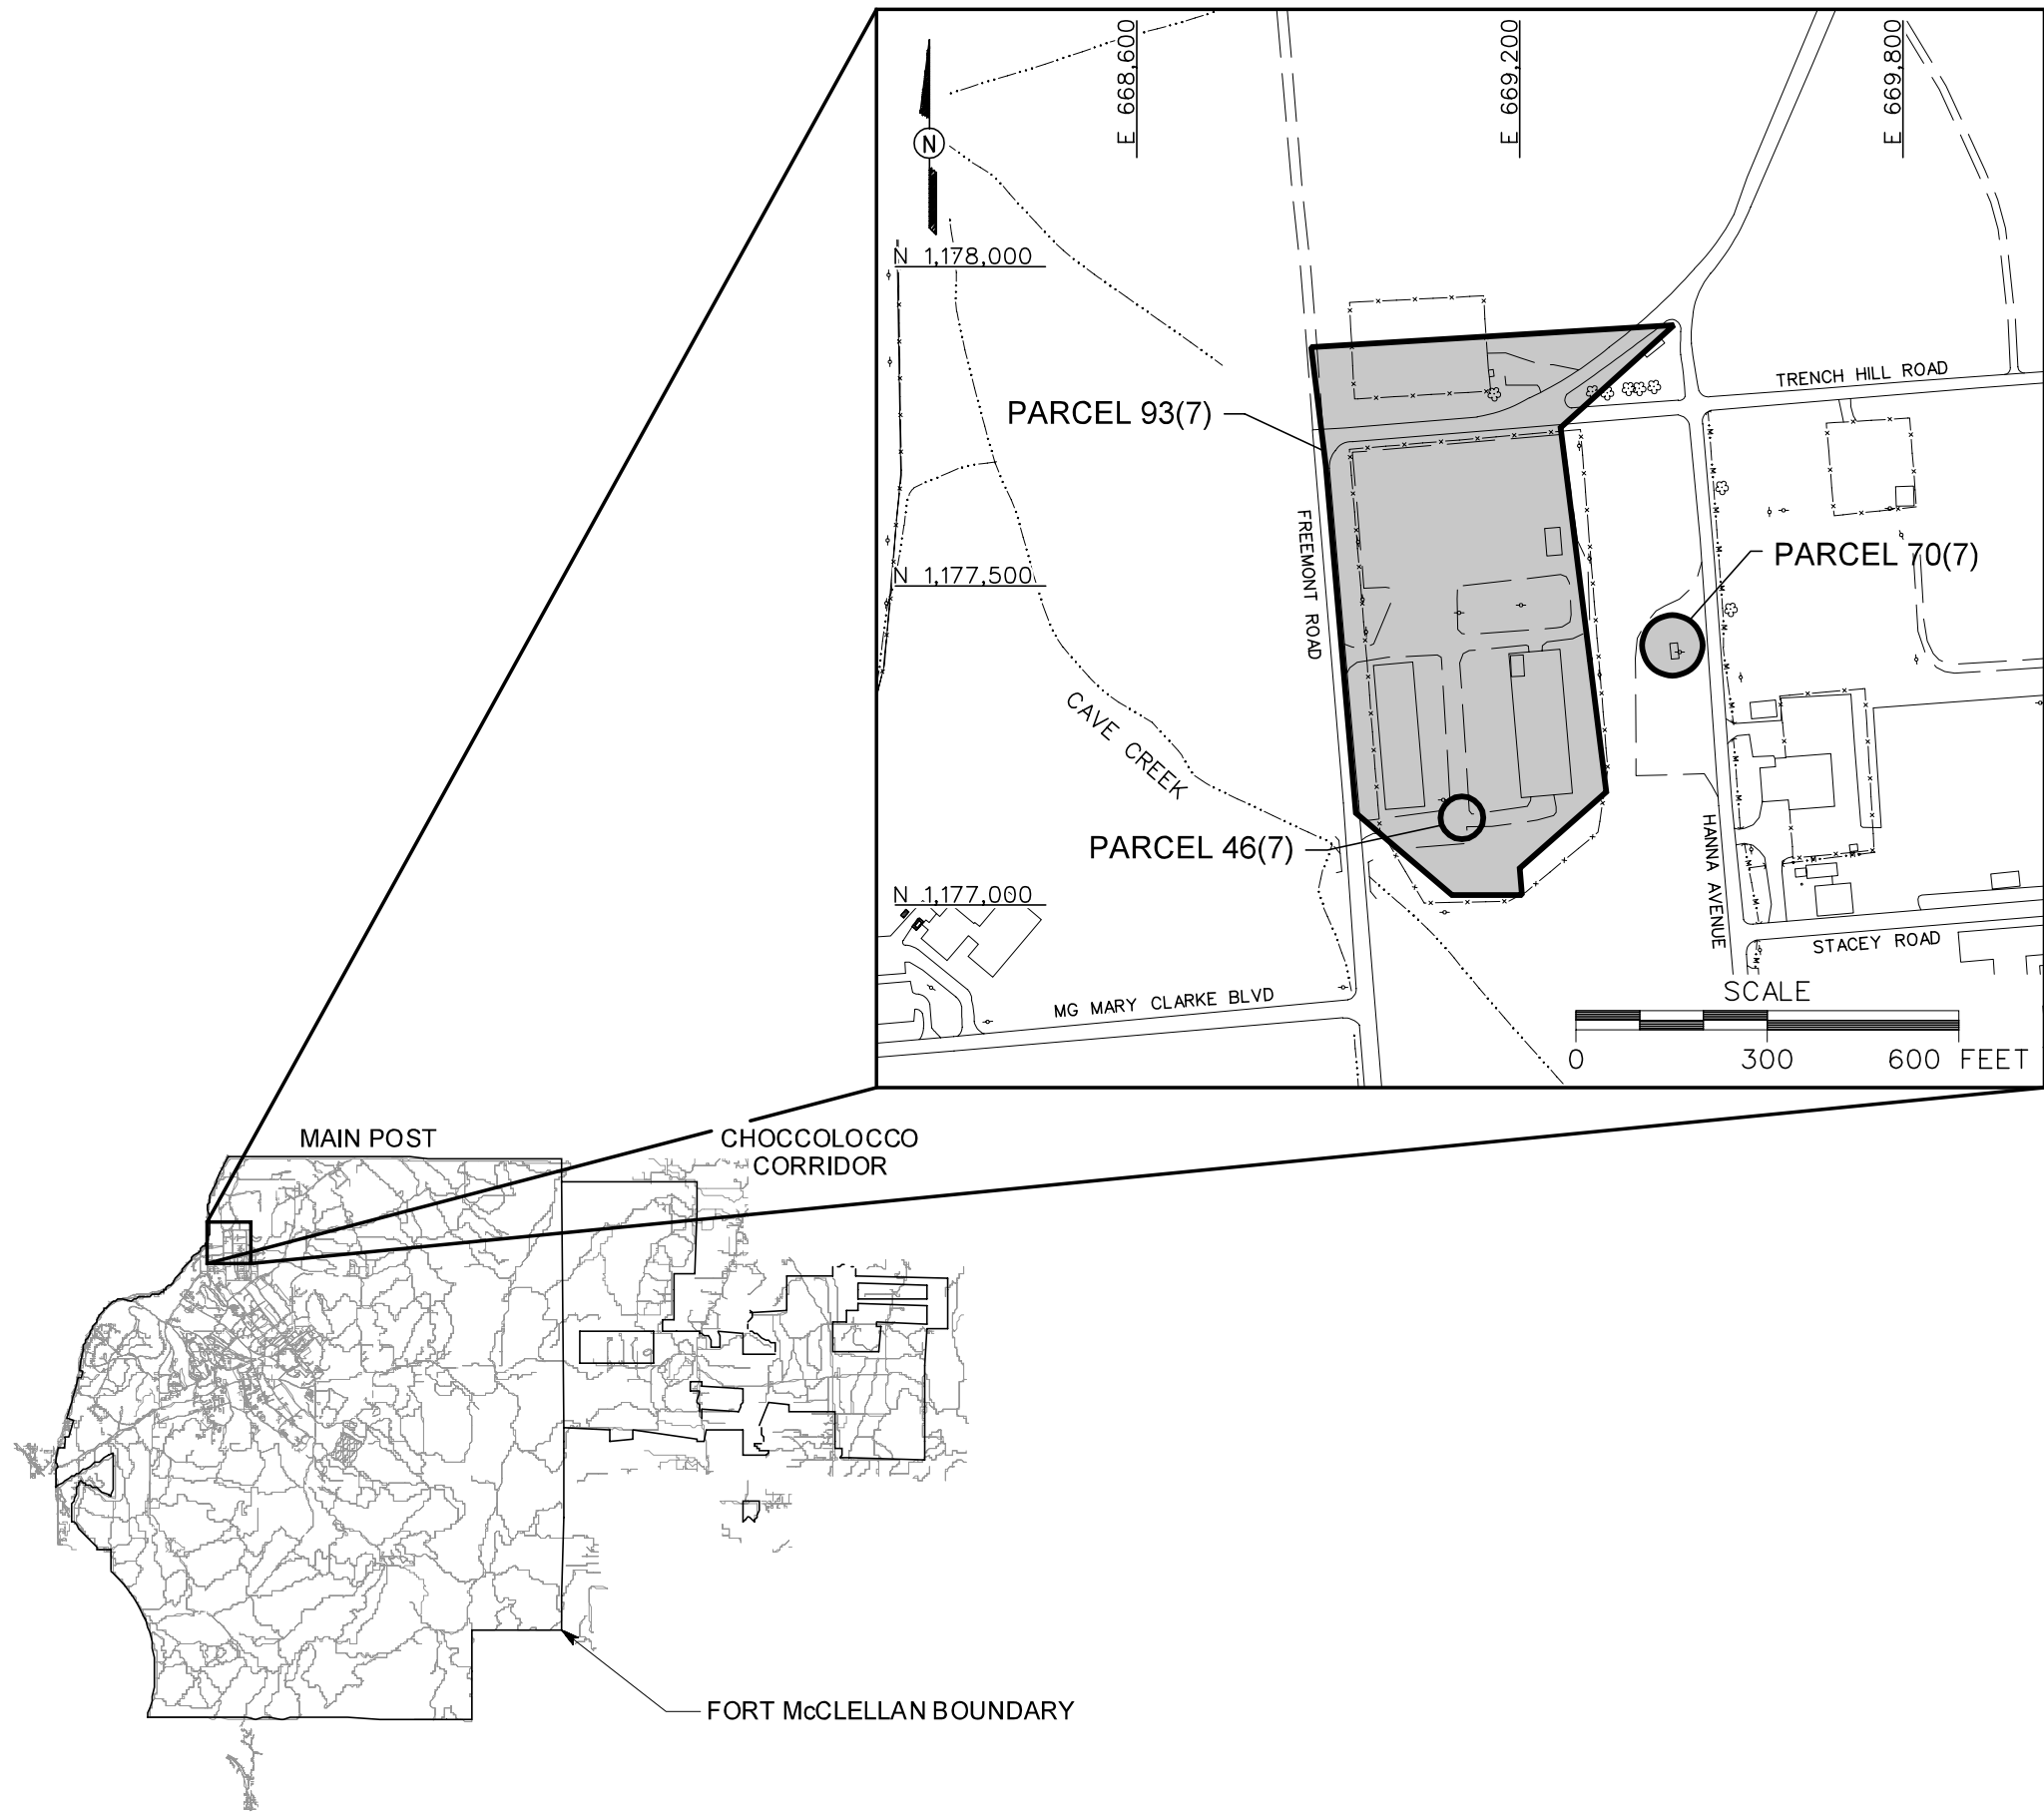 E 668,600
E 669,200
E 669,800
N
N 1,178,000
TRENCH HILL ROAD
PARCEL 93(7)
FREEMONT ROAD
PARCEL 70(7)
N 1,177,500
CAVE CREEK
PARCEL 46(7)
HANNA AVENUE
N 1,177,000
STACEY ROAD
MG MARY CLARKE BLVD
SCALE
0 300 600 FEET
MAIN POST
CHOCCOLOCCO
CORRIDOR
FORT McCLELLAN BOUNDARY